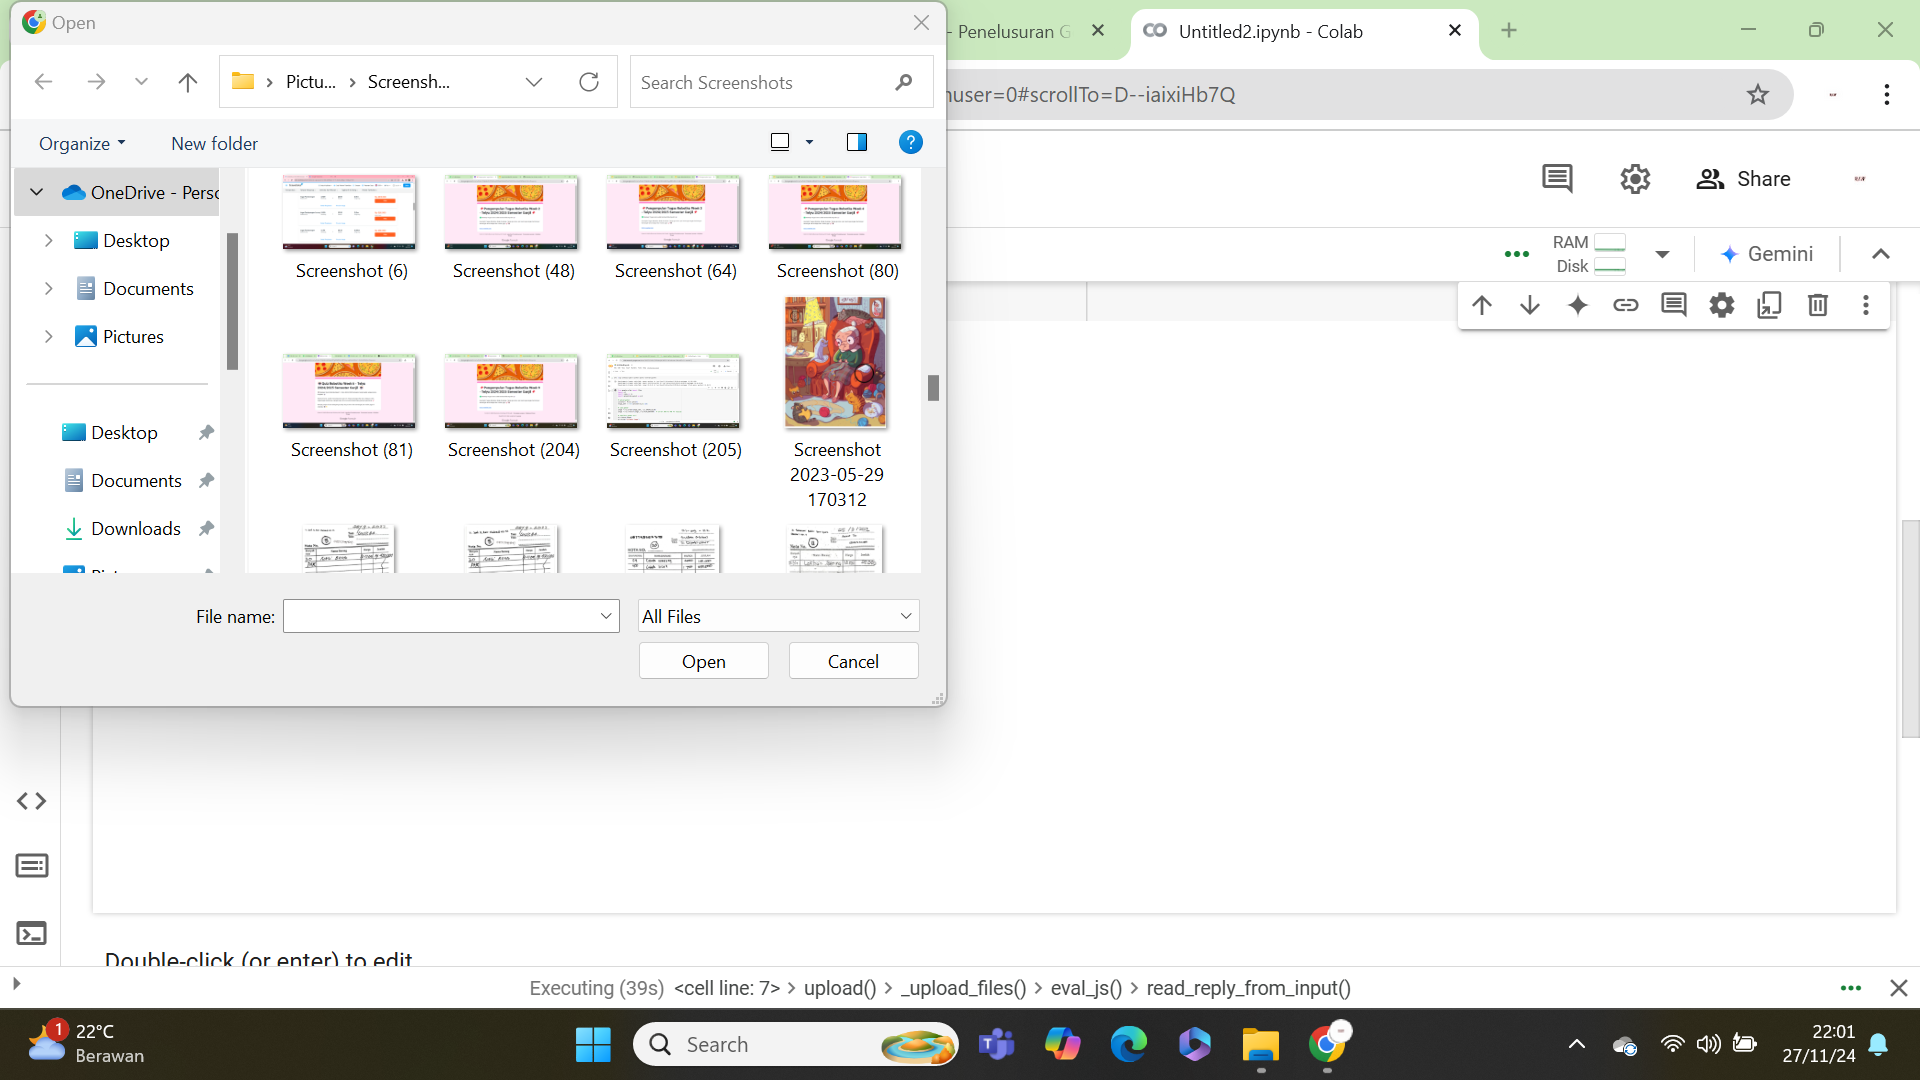 Open
- Penelusuran G
Untitled2.ipynb - Colab
Pictu...
Screensh...
Search Screenshots
nuser=0#scrollTo=D--iaixiHb7Q
Organize
New folder
?
Share
OneDrive - Perso
Desktop
Documents
Pictures
Desktop
Documents
Downloads
Screenshot (6)
Screenshot (48)
Screenshot (64)
Screenshot (80)
Screenshot (81)
Screenshot (204)
Screenshot (205)
Screenshot
2023-05-29
170312
RAM
Disk
Gemini
File name:
All Files
Open
Cancel
Double-click (or enter) to edit
Executing (39s) <cell line: 7> > upload() > _upload_files() > eval_js() > read_reply_from_input()
1
22°C
Berawan
Search
22:01
27/11/24